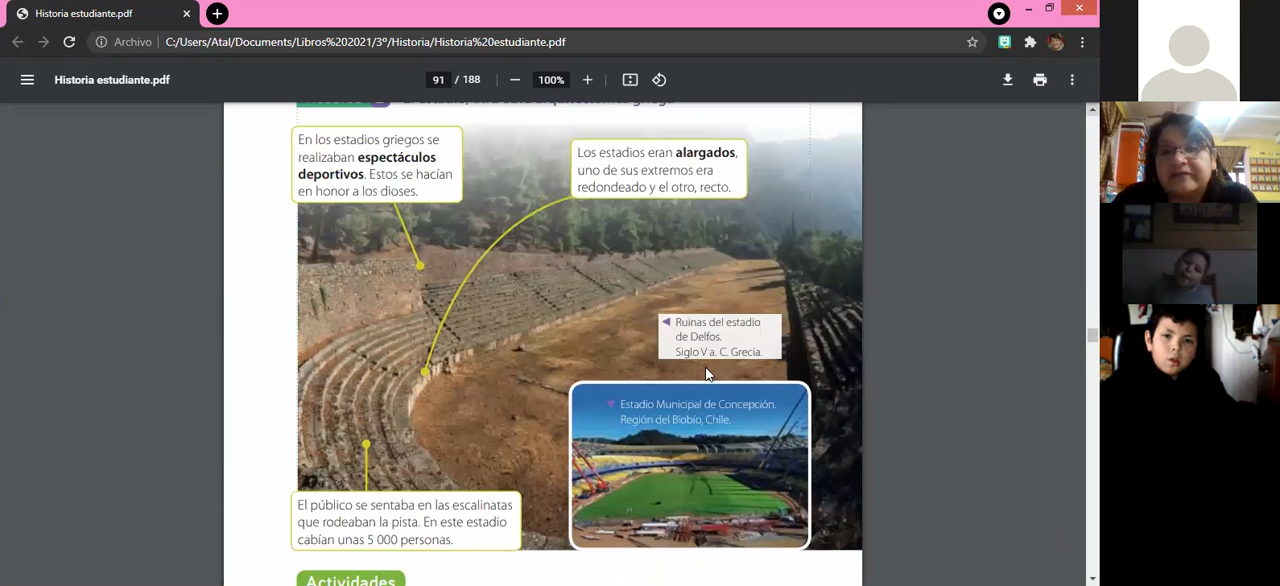 Historia estudiante.pdf
Archivo
C:/Users/Atal/Documents/Libros%202021/3º/Historia/Historia%20estudiante.pdf
Historia estudiante.pdf
91 / 188
100%
En los estadios griegos se
realizaban espectáculos
deportivos. Estos se hacían
en honor a los dioses.
Los estadios eran alargados,
uno de sus extremos era
redondeado y el otro, recto.
Ruinas del estadio
de Delfos.
Siglo V a. C. Grecia.
Estadio Municipal de Concepción.
Región del Biobío, Chile.
El público se sentaba en las escalinatas
que rodeaban la pista. En este estadio
cabían unas 5 000 personas.
Actividades